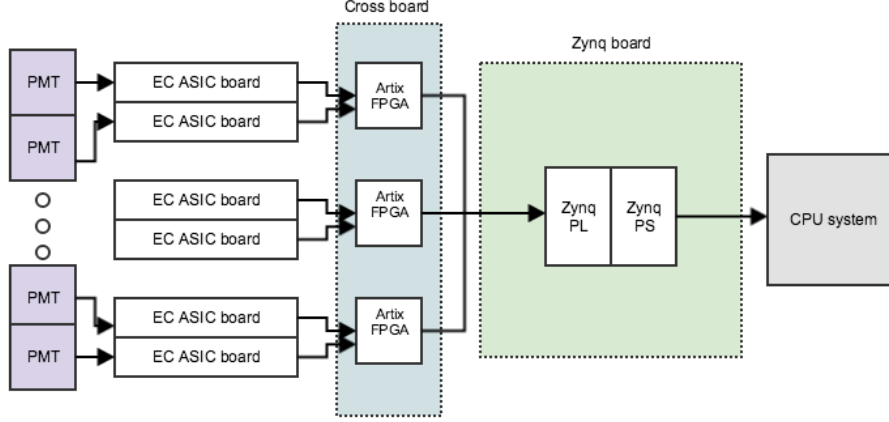 Cross board
Zynq board
PMT
EC ASIC board
Artix
FPGA
PMT
EC ASIC board
EC ASIC board
Artix
FPGA
Zynq
PL
Zynq
PS
CPU system
EC ASIC board
PMT
EC ASIC board
Artix
FPGA
PMT
EC ASIC board